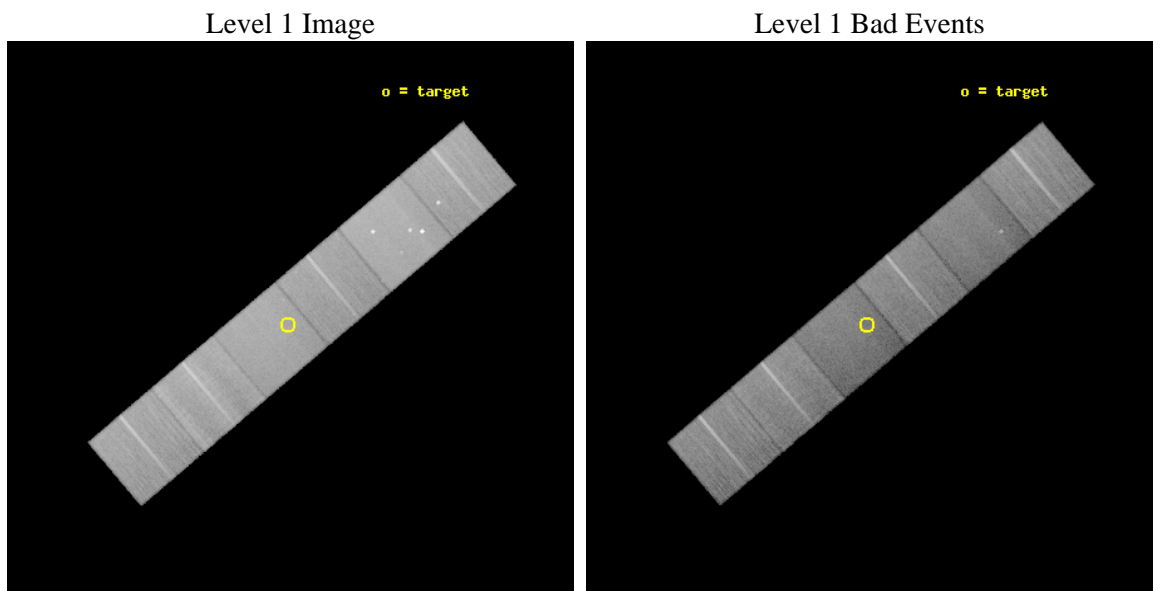 Level 1 Image
Level 1 Bad Events
o = target
o = target